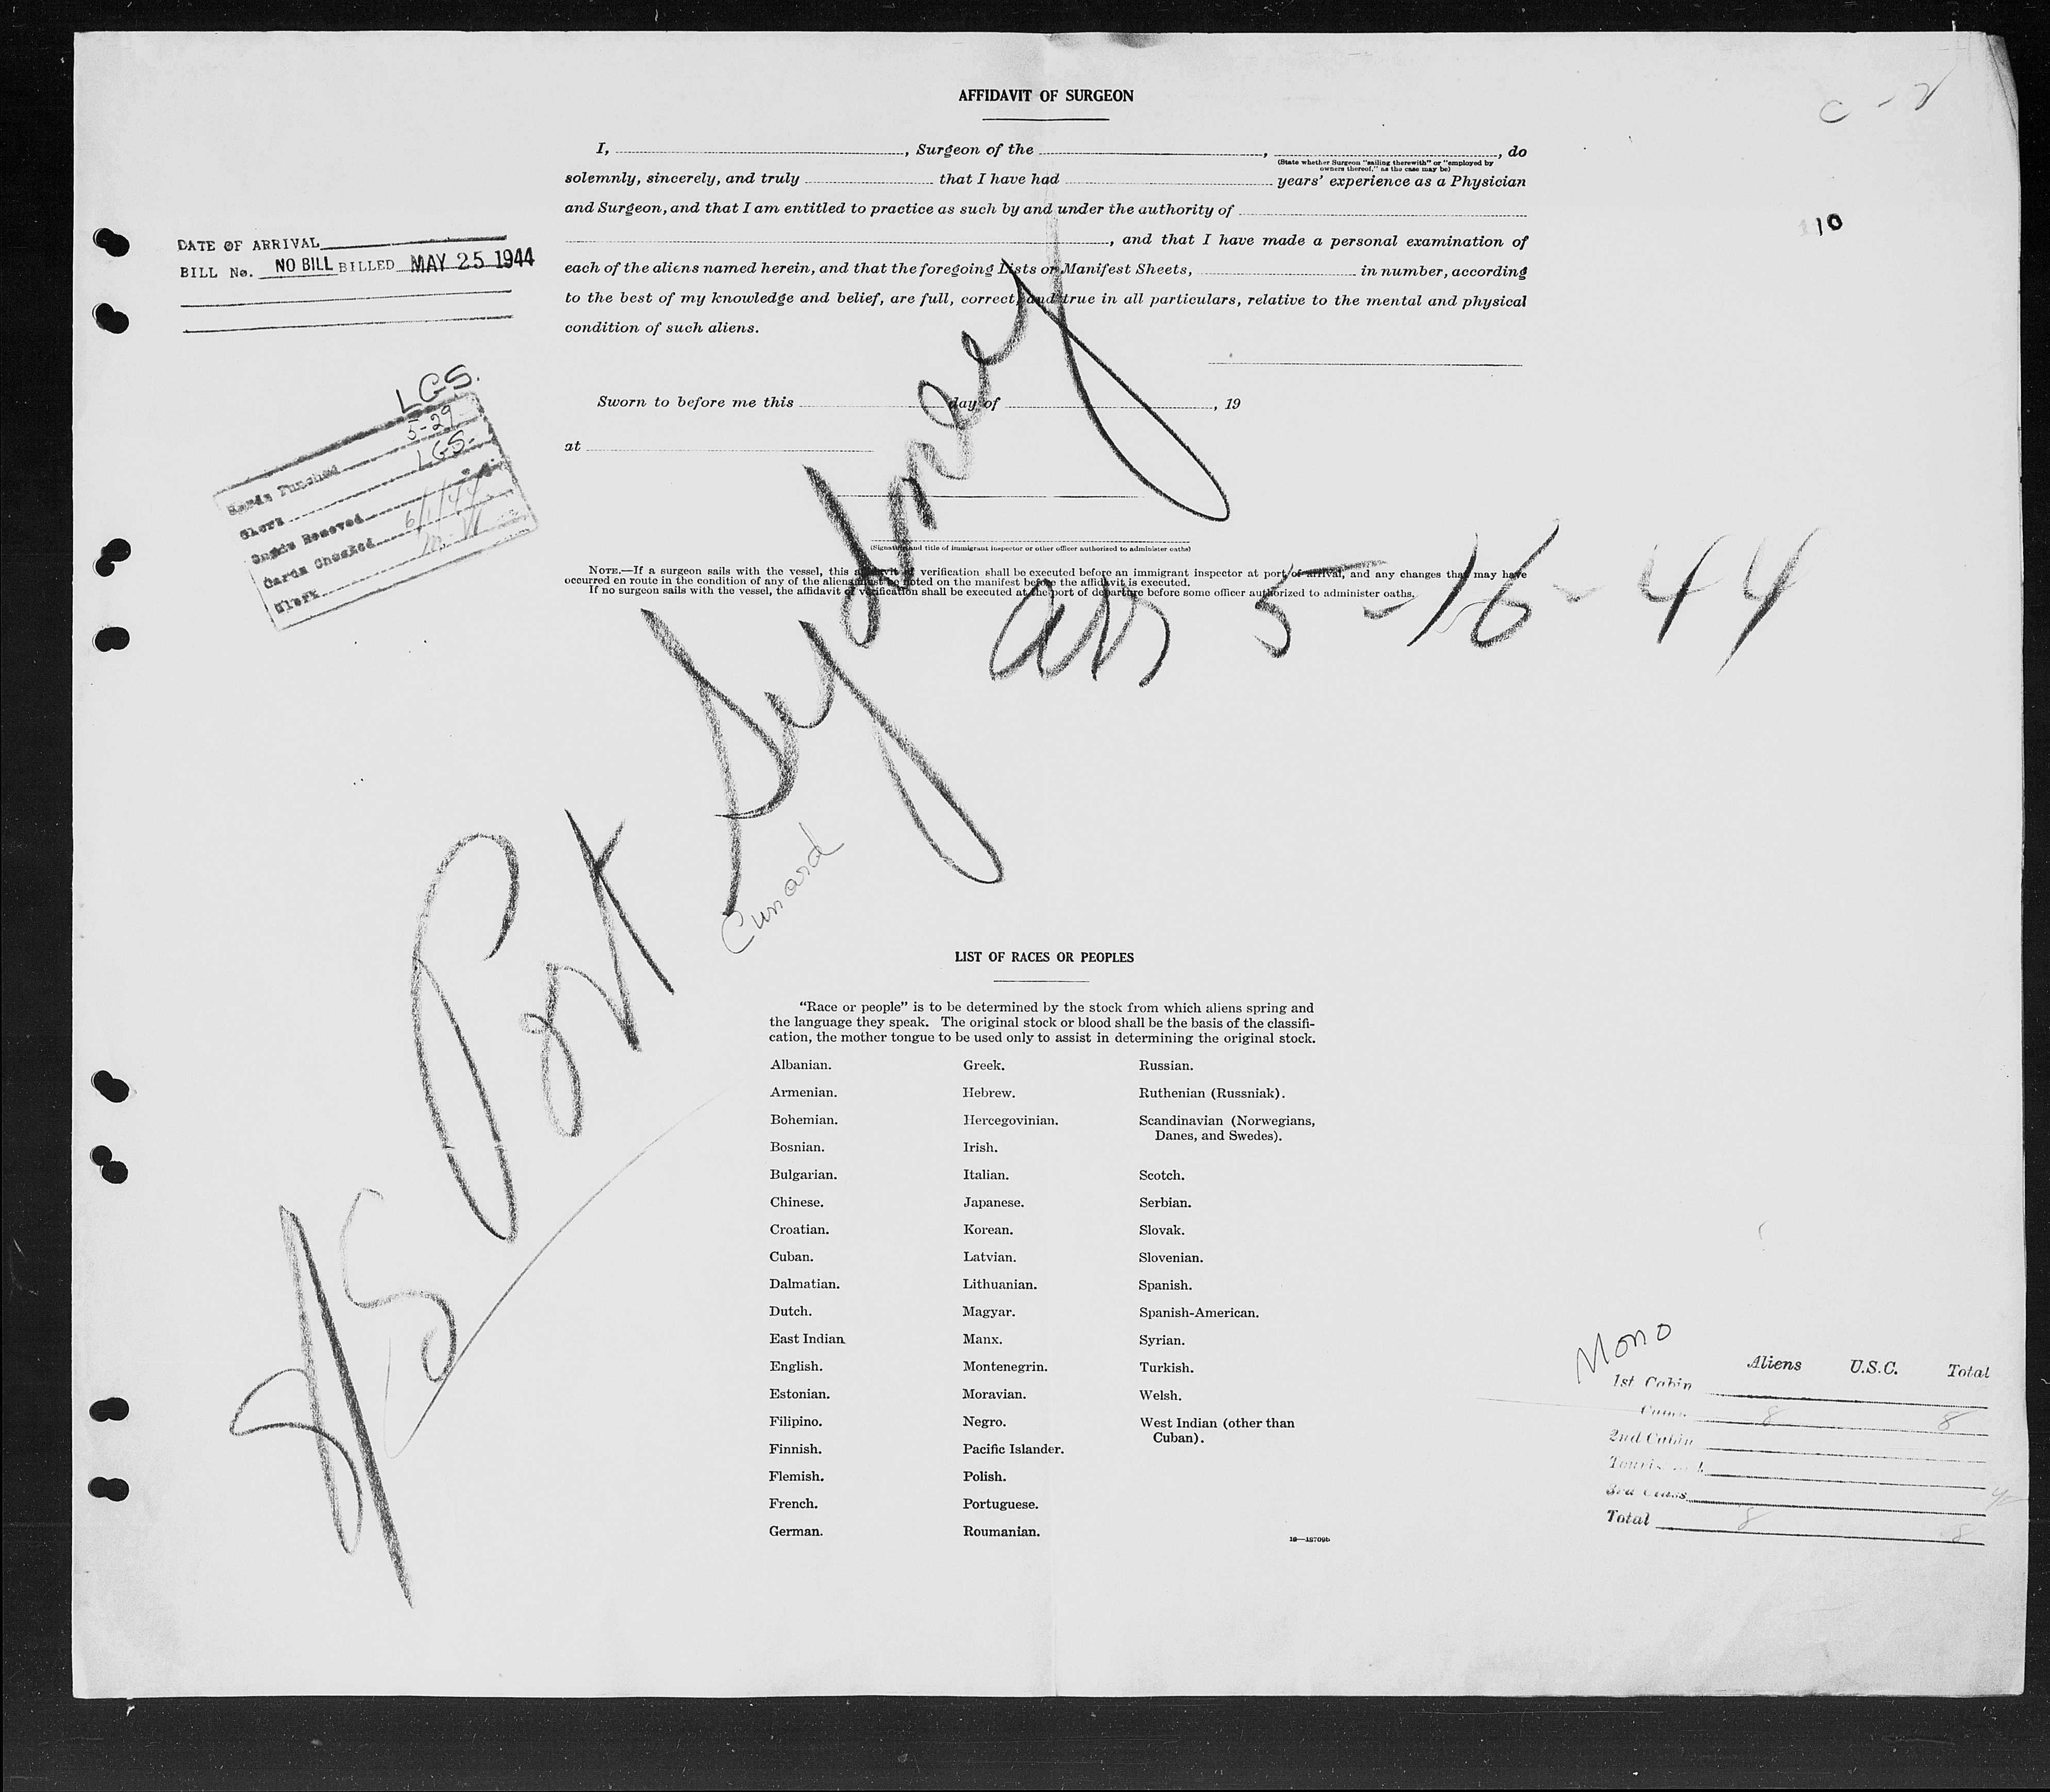 AFFIDAVIT OF SURGEON
C-2
I, , Surgeon of the , , do
(State whether Surgeon "sailing therewith" or "employed by
owners thereof," as the case may be)
solemnly, sincerely, and truly that I have had years' experience as a Physician
and Surgeon, and that I am entitled to practice as such by and under the authority of
, and that I have made a personal examination of
each of the aliens named herein, and that the foregoing Lists or Manifest Sheets, in number, according
to the best of my knowledge and belief, are full, correct, and true in all particulars, relative to the mental and physical
condition of such aliens.
10
DATE OF ARRIVAL
BILL No. NO BILL BILLED MAY 25 1944
Sworn to before me this day of , 19
at
(Signature and title of immigrant inspector or other officer authorized to administer oaths)
NOTE.—If a surgeon sails with the vessel, this affidavit of verification shall be executed before an immigrant inspector at port of arrival, and any changes that may have
occurred en route in the condition of any of the aliens must be noted on the manifest before the affidavit is executed.
If no surgeon sails with the vessel, the affidavit of verification shall be executed at the port of departure before some officer authorized to administer oaths.
LGS.
5-29
Cards Punched
LGS.
Clerk
Cards Removed
6/1/44
Cards Checked
Clerk
S/S Port Sydney
arr 5-16-44
Cunard
LIST OF RACES OR PEOPLES
"Race or people" is to be determined by the stock from which aliens spring and
the language they speak. The original stock or blood shall be the basis of the classifi-
cation, the mother tongue to be used only to assist in determining the original stock.
Albanian. Greek. Russian.
Armenian. Hebrew. Ruthenian (Russniak).
Bohemian. Hercegovinian. Scandinavian (Norwegians,
Danes, and Swedes).
Bosnian. Irish.
Bulgarian. Italian. Scotch.
Chinese. Japanese. Serbian.
Croatian. Korean. Slovak.
Cuban. Latvian. Slovenian.
Dalmatian. Lithuanian. Spanish.
Dutch. Magyar. Spanish-American.
East Indian Manx. Syrian.
English. Montenegrin. Turkish.
Estonian. Moravian. Welsh.
Filipino. Negro. West Indian (other than
Cuban).
Finnish. Pacific Islander.
Flemish. Polish.
French. Portuguese.
German. Roumanian.
16—18709b
Mono
Aliens U.S.C. Total
1st Cabin
8 8
2nd Cabin
3rd Class
Total 8 8